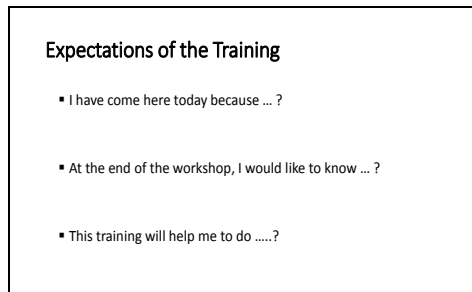 Expectations of the Training
▪ I have come here today because … ?
▪ At the end of the workshop, I would like to know … ?
▪ This training will help me to do …..?